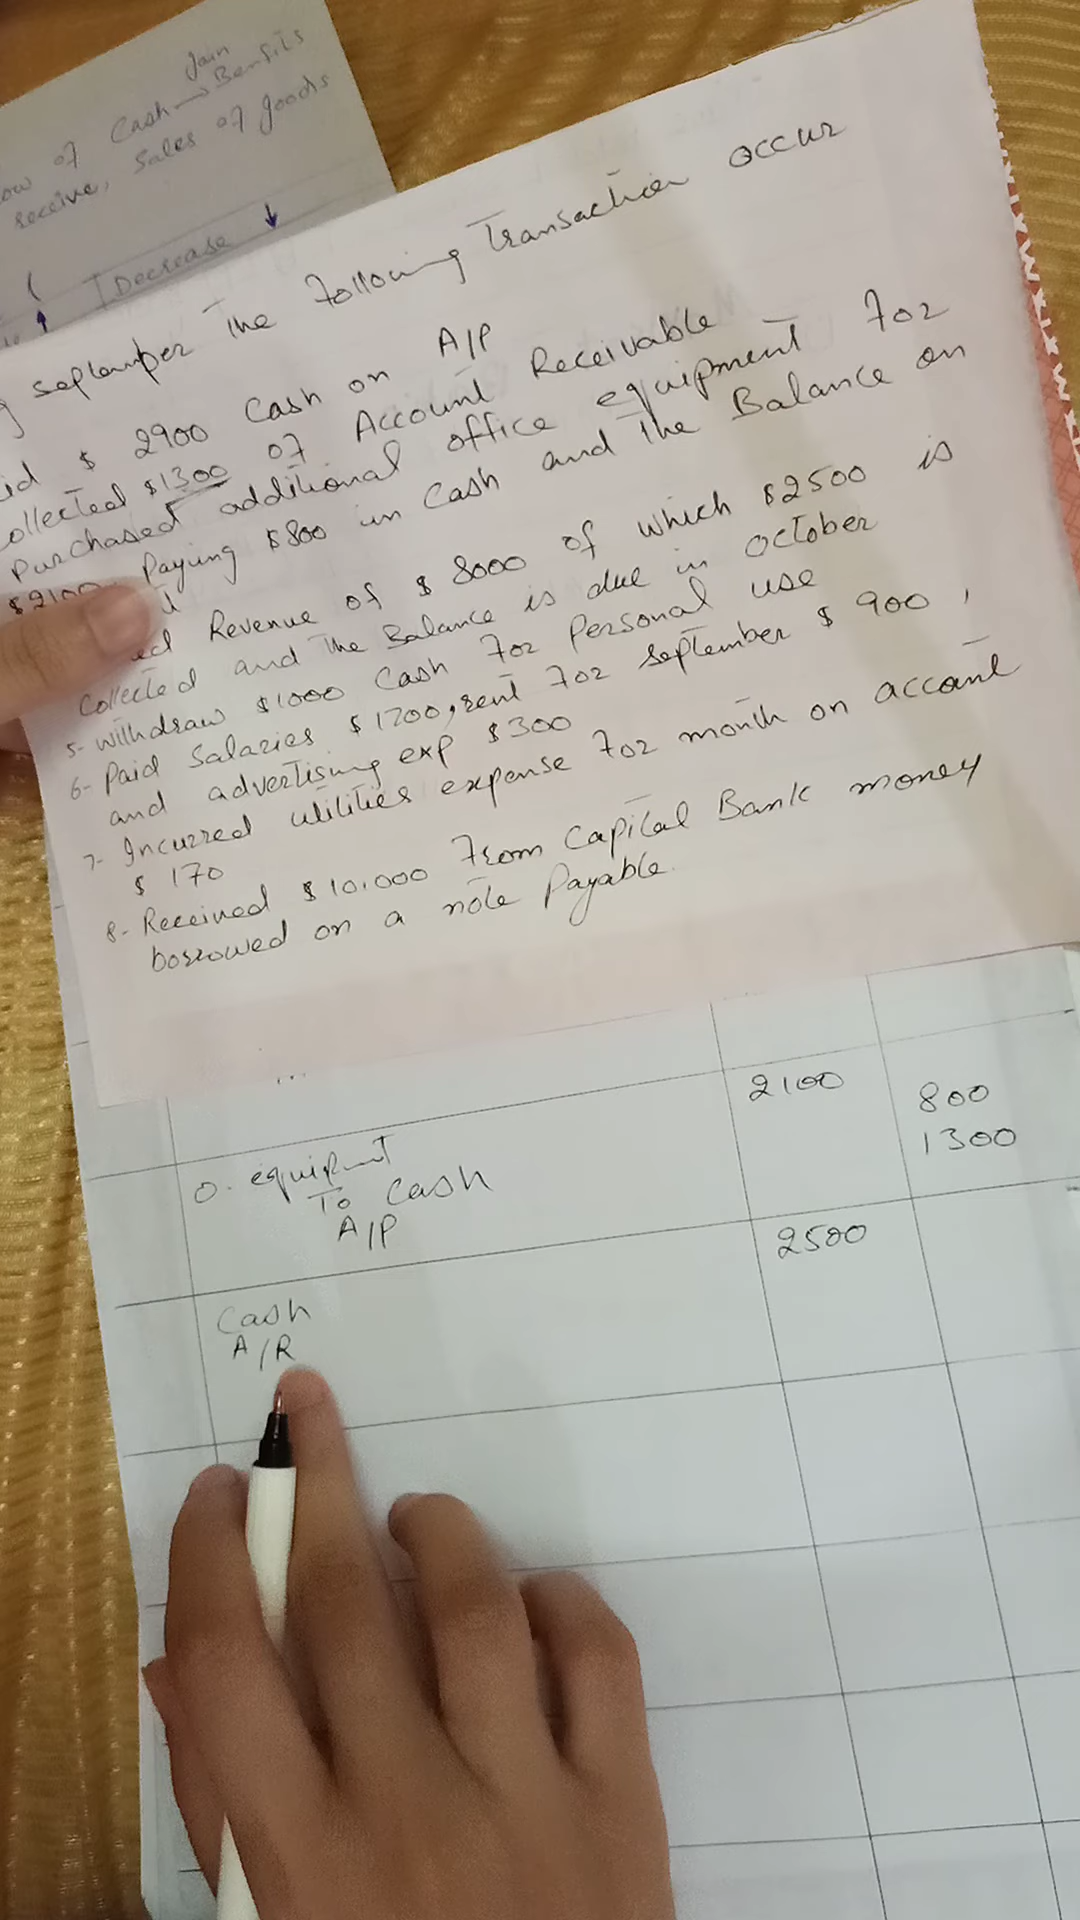 Jain
of Cash → Benfits
receive, Sales of goods
Decrease ↓
september The Following Transaction occur
$ 2900 Cash on A/P
collected $1300 of Account Receivable
Purchased additional office equipment For
$2100 Paying $800 in Cash and The Balance on
Revenue of $ 8000 of which $2500 is
Collected and The Balance is due in october
5- withdraw $1000 Cash For Personal use
6- Paid Salaries $ 1700, rent For september $ 900,
and advertising exp $300
7- Incurred utilities expense For month on account
$ 170
8- Received $ 10,000 From Capital Bank money
borrowed on a note Payable.
O. equipmt 2100
To Cash 800
A/P 1300
Cash 2500
A/R